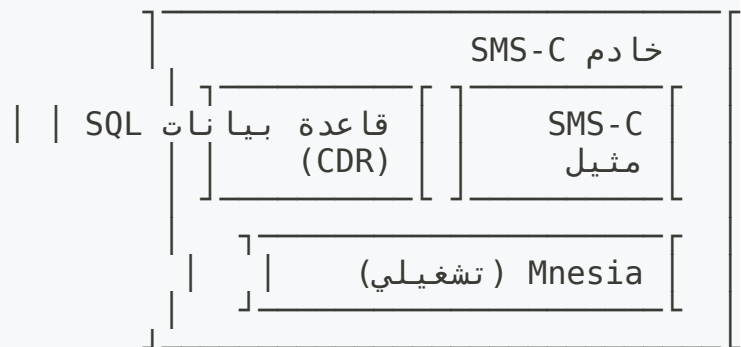 خادم SMS-C
SMS-C قاعدة بيانات SQL
مثيل (CDR)
Mnesia (تشغيلي)